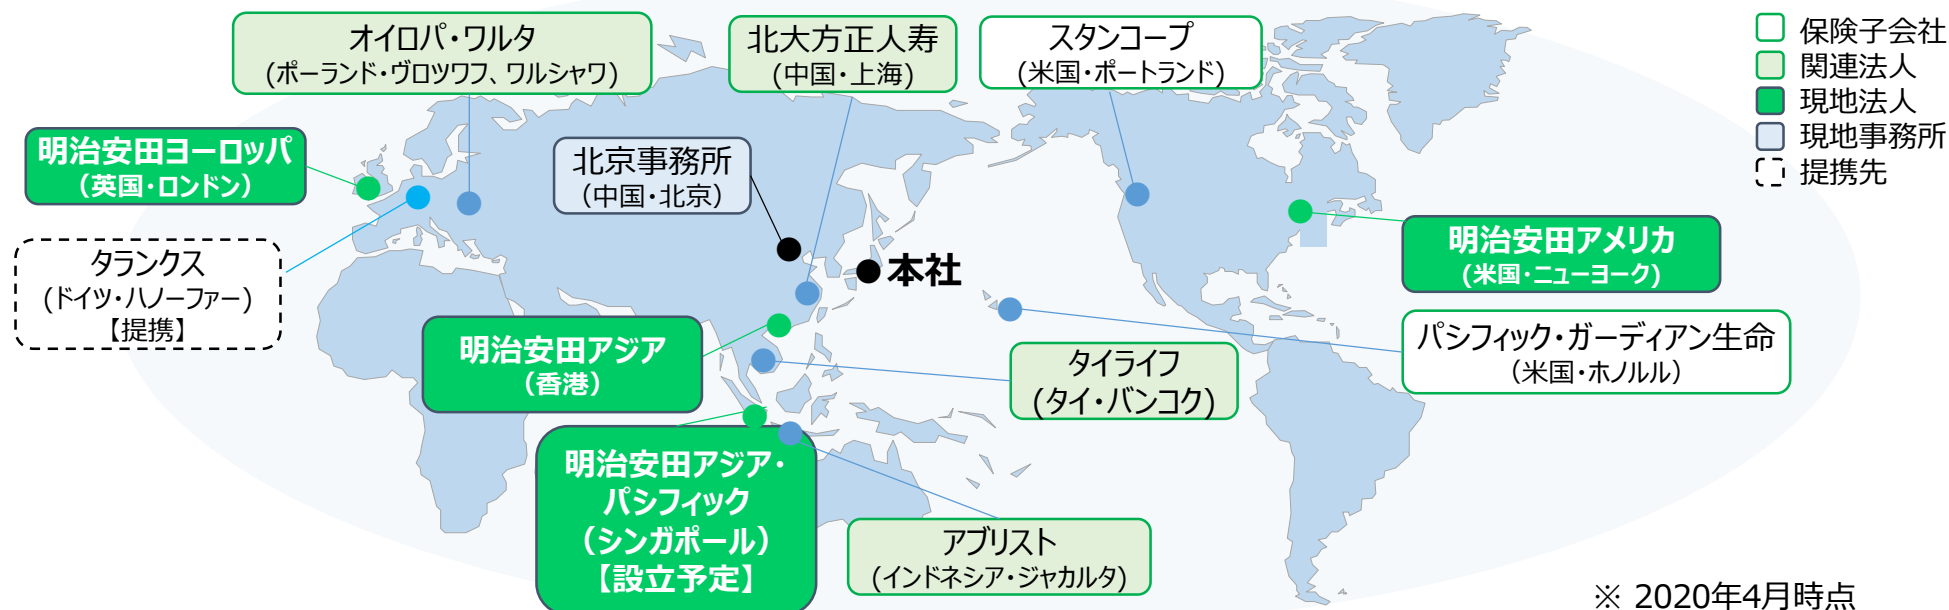 オイロパ・ワルタ
(ポーランド・ヴロツワフ、ワルシャワ)
北大方正人寿
(中国・上海)
スタンコープ
(米国・ポートランド)
保険子会社
関連法人
現地法人
現地事務所
提携先
明治安田ヨーロッパ
(英国・ロンドン)
北京事務所
(中国・北京)
タランクス
(ドイツ・ハノーファー)
【提携】
本社
明治安田アメリカ
(米国・ニューヨーク)
明治安田アジア
(香港)
タイライフ
(タイ・バンコク)
パシフィック・ガーディアン生命
(米国・ホノルル)
明治安田アジア・
パシフィック
(シンガポール)
【設立予定】
アブリスト
(インドネシア・ジャカルタ)
※ 2020年4月時点